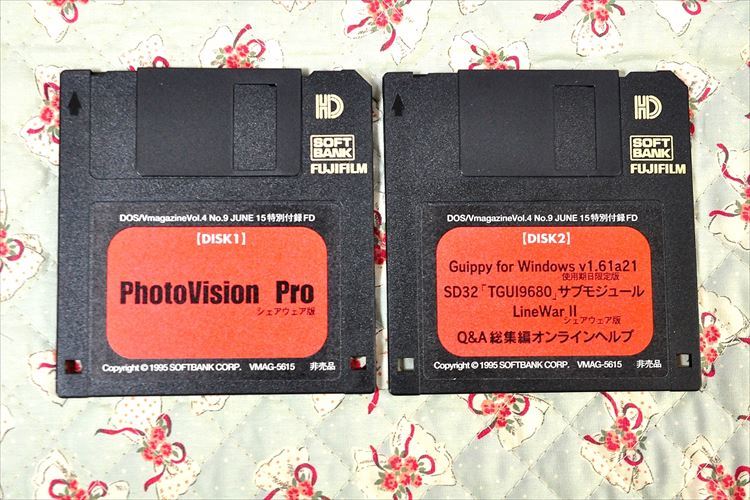 HD
SOFT
BANK
FUJIFILM
DOS/VmagazineVol.4 No.9 JUNE 15特別付録FD
【DISK1】
PhotoVision Pro
シェアウェア版
Copyright © 1995 SOFTBANK CORP. VMAG-5615 非売品
HD
SOFT
BANK
FUJIFILM
DOS/VmagazineVol.4 No.9 JUNE 15特別付録FD
【DISK2】
Guippy for Windows v1.61a21
使用期日限定版
SD32「TGUI9680」サブモジュール
LineWar II
シェアウェア版
Q&A 総集編オンラインヘルプ
Copyright © 1995 SOFTBANK CORP. VMAG-5615 非売品